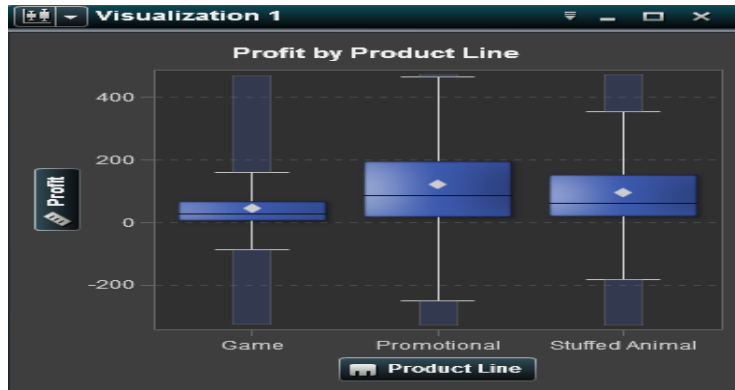 Visualization 1
Profit by Product Line
400
200
0
-200
Profit
Game Promotional Stuffed Animal
Product Line